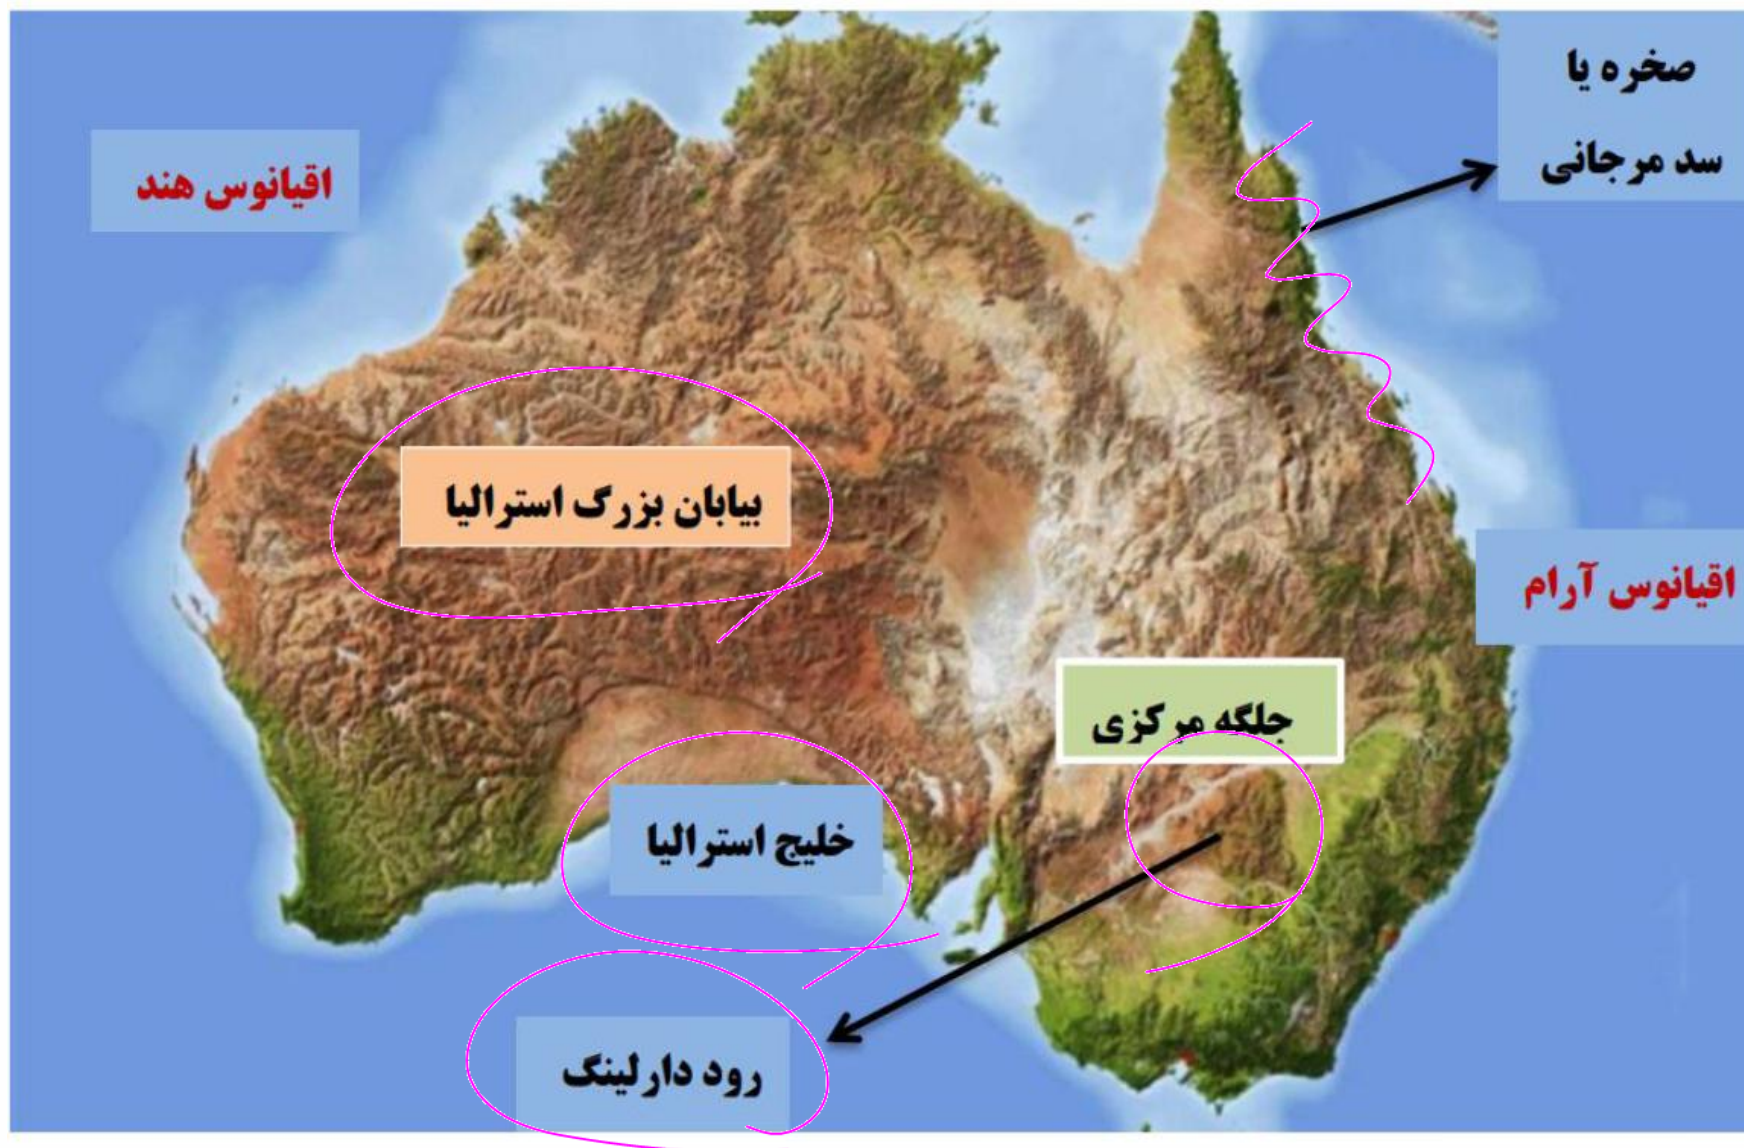 صخره یا
سد مرجانی
اقیانوس هند
بیابان بزرگ استرالیا
اقیانوس آرام
جلگه مرکزی
خلیج استرالیا
رود دارلینگ